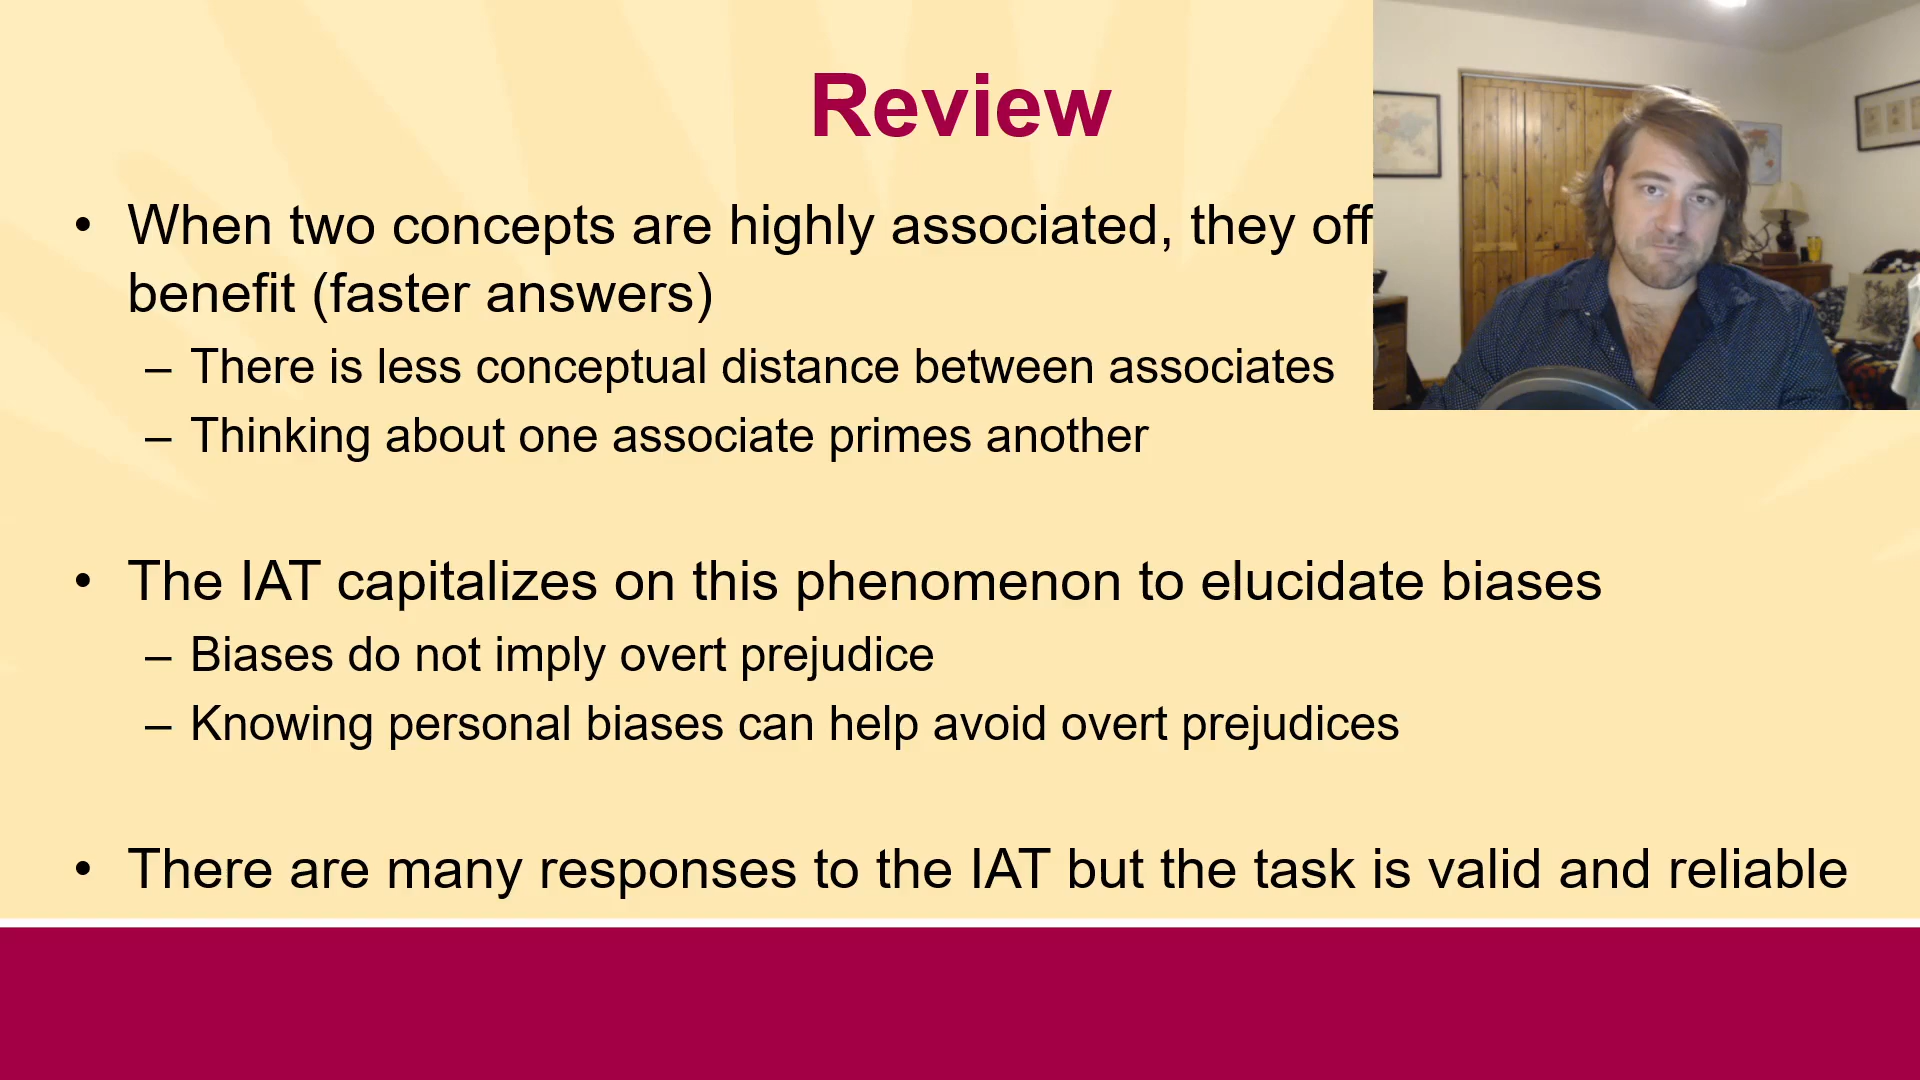 Review
• When two concepts are highly associated, they
benefit (faster answers)
– There is less conceptual distance between associates
– Thinking about one associate primes another
• The IAT capitalizes on this phenomenon to elucidate biases
– Biases do not imply overt prejudice
– Knowing personal biases can help avoid overt prejudices
• There are many responses to the IAT but the task is valid and reliable